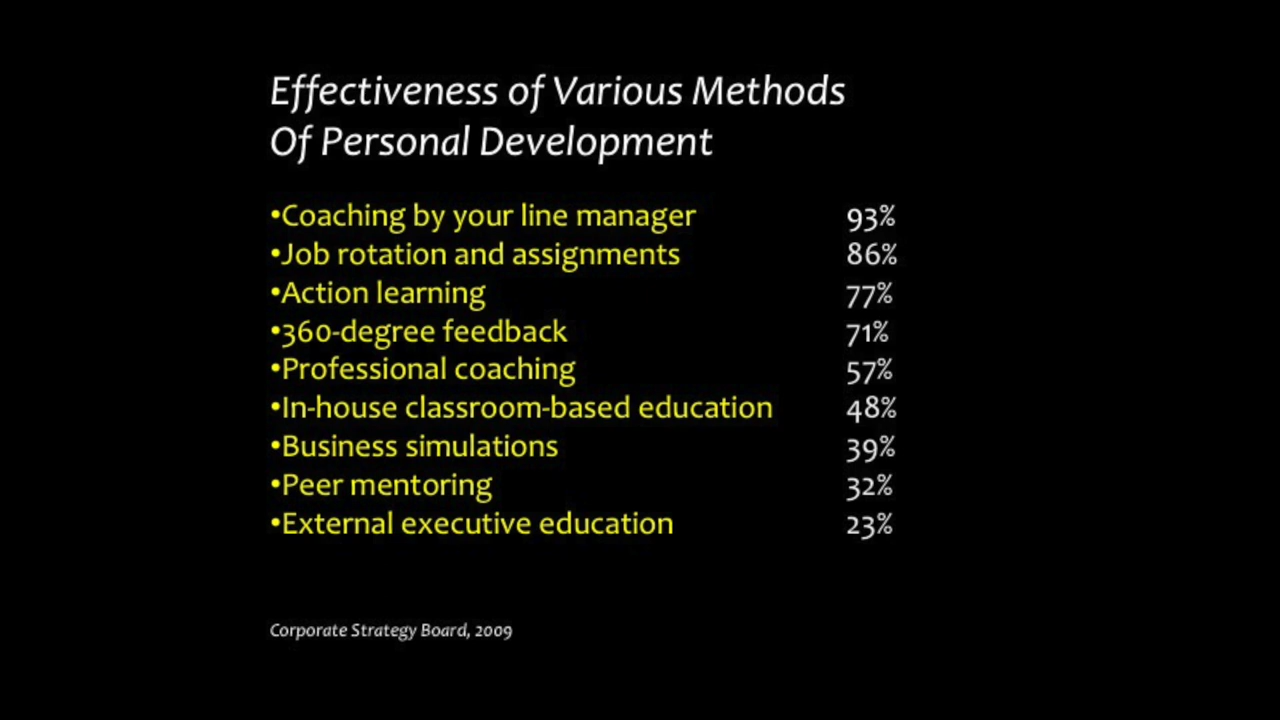 Effectiveness of Various Methods
Of Personal Development
•Coaching by your line manager 93%
•Job rotation and assignments 86%
•Action learning 77%
•360-degree feedback 71%
•Professional coaching 57%
•In-house classroom-based education 48%
•Business simulations 39%
•Peer mentoring 32%
•External executive education 23%
Corporate Strategy Board, 2009